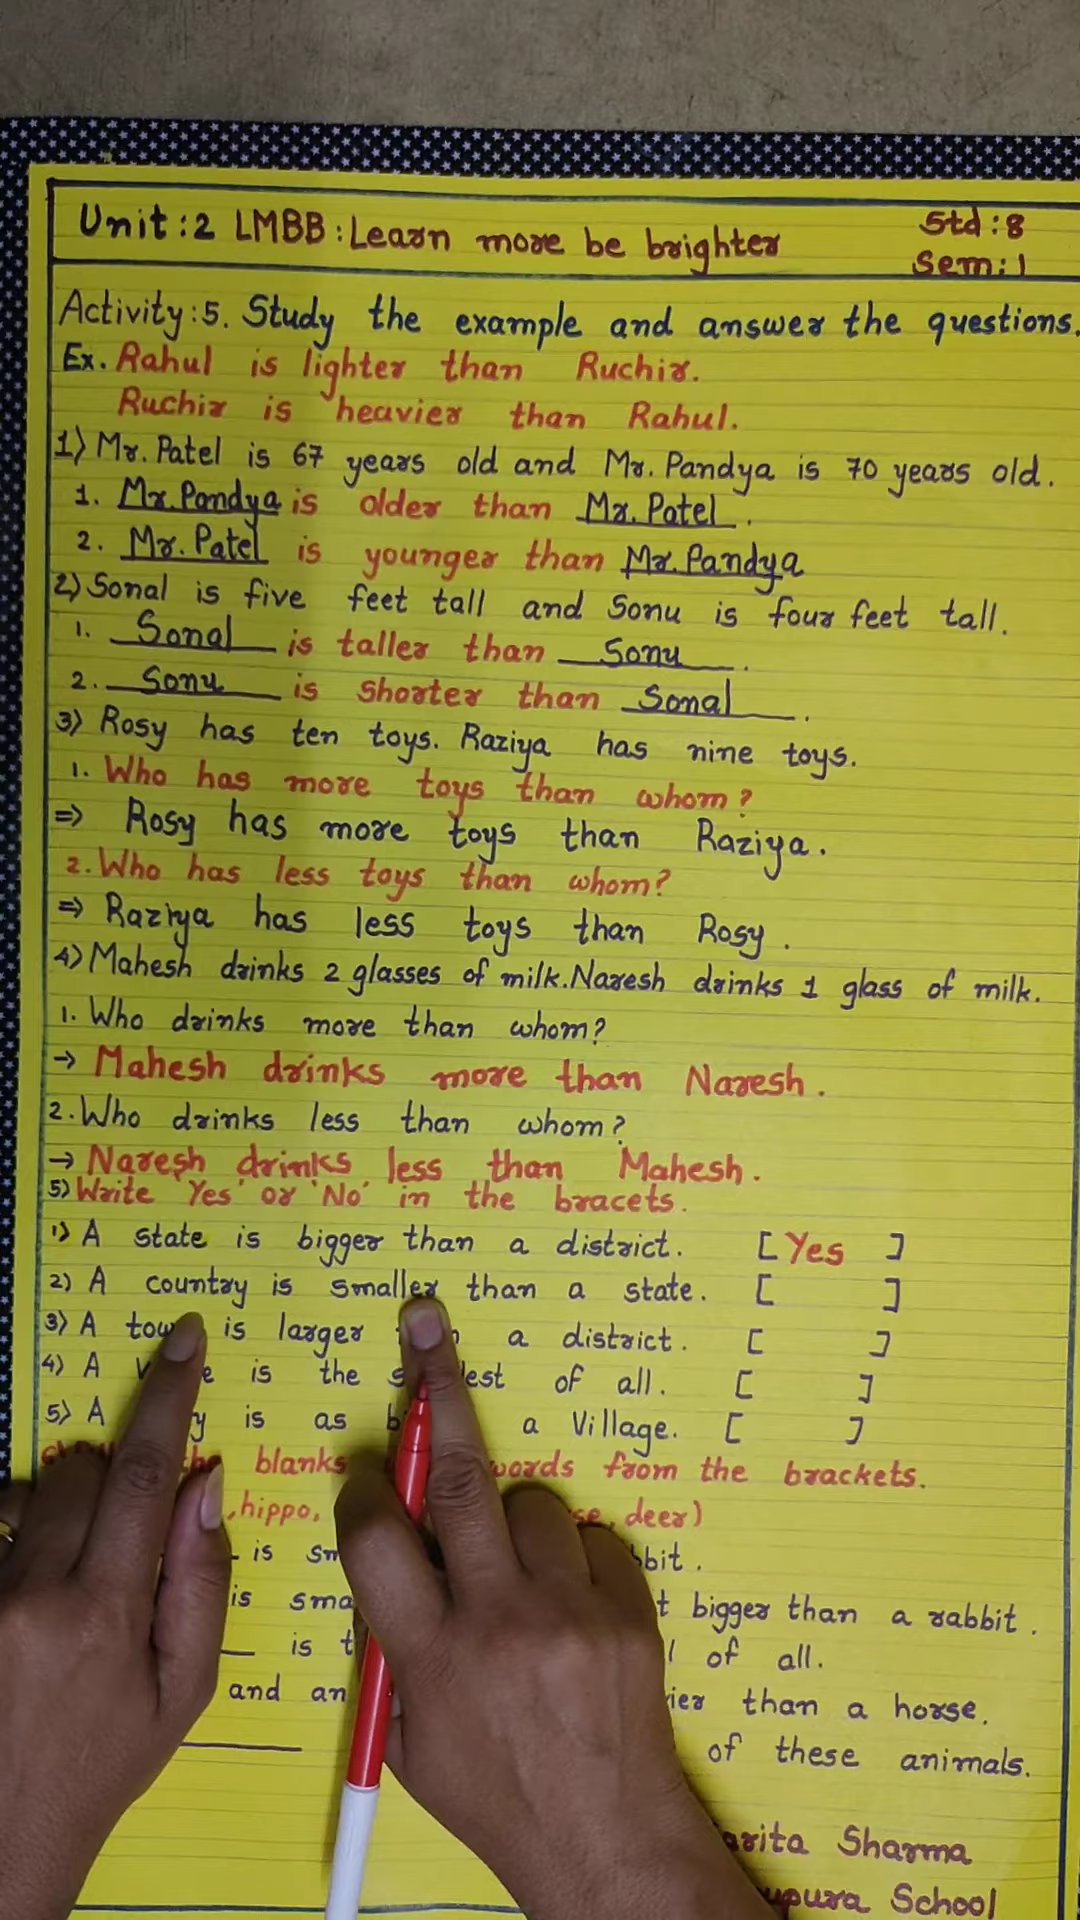 Unit:2 LMBB:Learn more be brighter
Std:8
Sem:1
Activity:5. Study the example and answer the questions.
Ex. Rahul is lighter than Ruchir.
Ruchir is heavier than Rahul.
1) Mr. Patel is 67 years old and Mr. Pandya is 70 years old.
1. Mr.Pandya is older than Mr.Patel.
2. Mr.Patel is younger than Mr.Pandya
2) Sonal is five feet tall and Sonu is four feet tall.
1. Sonal is taller than Sonu.
2. Sonu is shorter than Sonal.
3) Rosy has ten toys. Raziya has nine toys.
1. Who has more toys than whom?
⇒ Rosy has more toys than Raziya.
2. Who has less toys than whom?
⇒ Raziya has less toys than Rosy.
4) Mahesh drinks 2 glasses of milk. Naresh drinks 1 glass of milk.
1. Who drinks more than whom?
→ Mahesh drinks more than Naresh.
2. Who drinks less than whom?
→ Naresh drinks less than Mahesh.
5) Write 'Yes' or 'No' in the bracets.
1) A state is bigger than a district. [Yes ]
2) A country is smaller than a state. [ ]
3) A is larger a district. [ ]
4) A is the of all. [ ]
5) A is as a Village. [ ]
the blanks words from the brackets.
,hippo, , deer)
is
is bigger than a rabbit.
is of all.
and than a horse.
of these animals.
Sharma
School